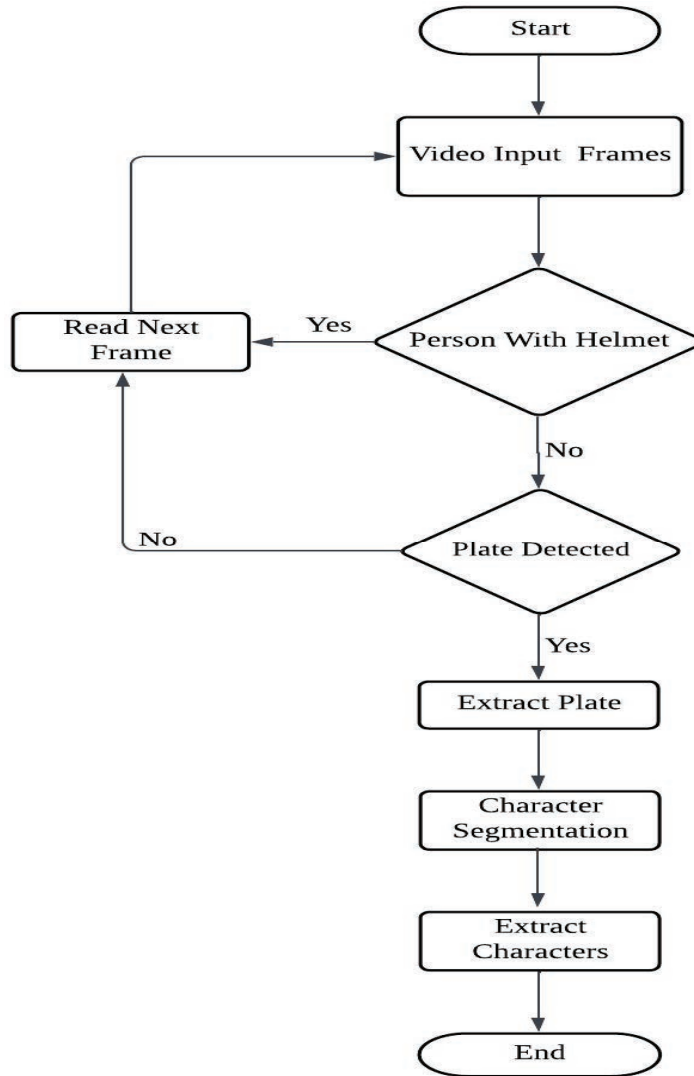 Start
Video Input Frames
Yes
Read Next
Frame
Person With Helmet
No
No
Plate Detected
Yes
Extract Plate
Character
Segmentation
Extract
Characters
End